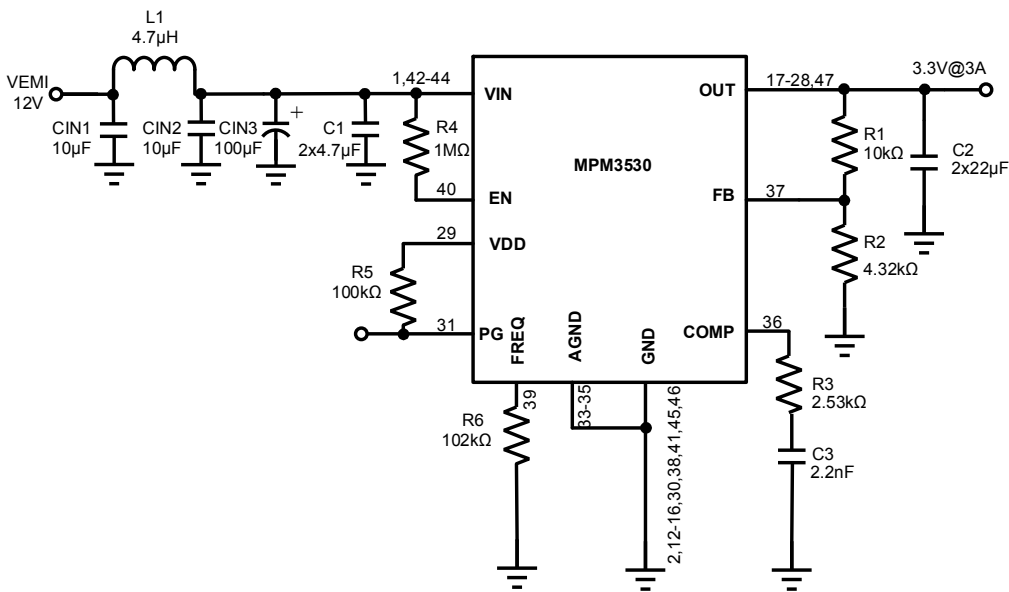 L1
4.7µH
VEMI
12V
CIN1
10µF
CIN2
10µF
CIN3
100µF
+
C1
2x4.7µF
1,42-44
VIN
R4
1MΩ
40
EN
29
VDD
R5
100kΩ
31
PG
FREQ
39
R6
102kΩ
AGND
33-35
GND
2,12-16,30,38,41,45,46
MPM3530
OUT
17-28,47
3.3V@3A
R1
10kΩ
C2
2x22µF
FB
37
R2
4.32kΩ
COMP
36
R3
2.53kΩ
C3
2.2nF